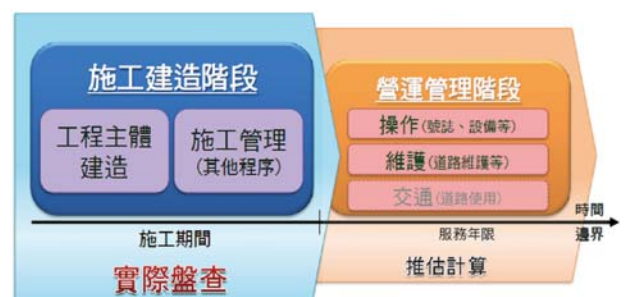 施工建造階段
工程主體
建造
施工管理
(其他程序)
營運管理階段
操作(號誌、設備等)
維護(道路維護等)
交通(道路使用)
時間
邊界
施工期間
服務年限
實際盤查
推估計算